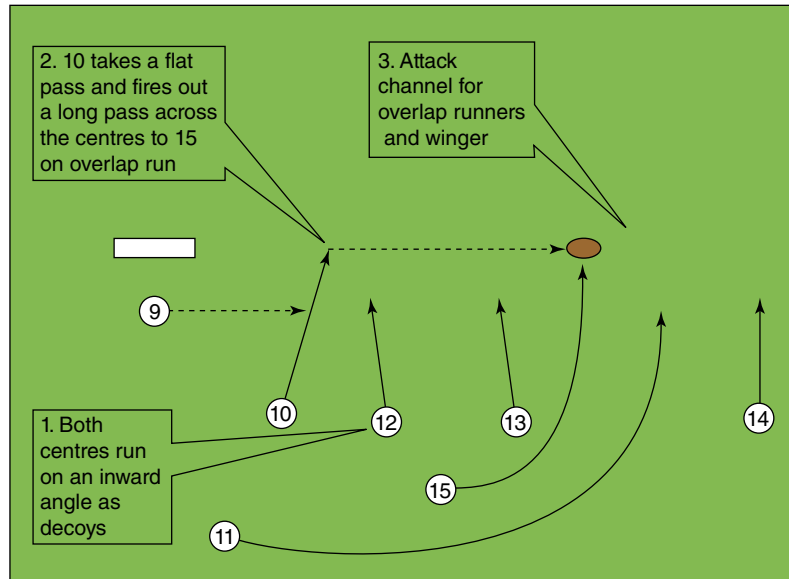 2. 10 takes a flat
pass and fires out
a long pass across
the centres to 15
on overlap run
3. Attack
channel for
overlap runners
and winger
9
10
12
13
14
1. Both
centres run
on an inward
angle as
decoys
15
11